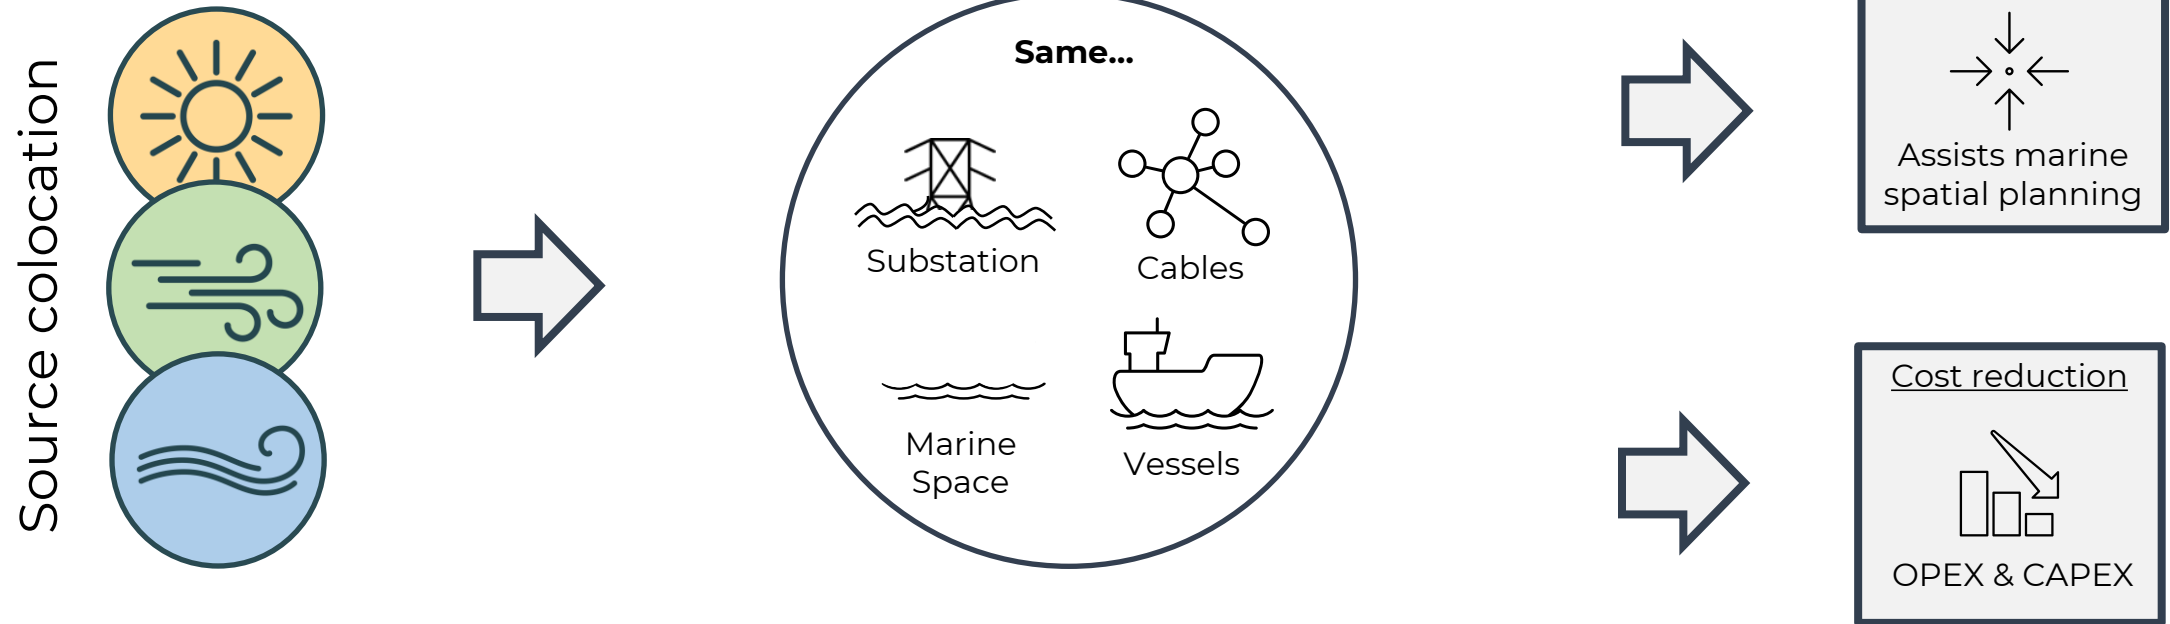 Source colocation
Same...
Substation
Cables
Marine
Space
Vessels
Assists marine
spatial planning
Cost reduction
OPEX & CAPEX